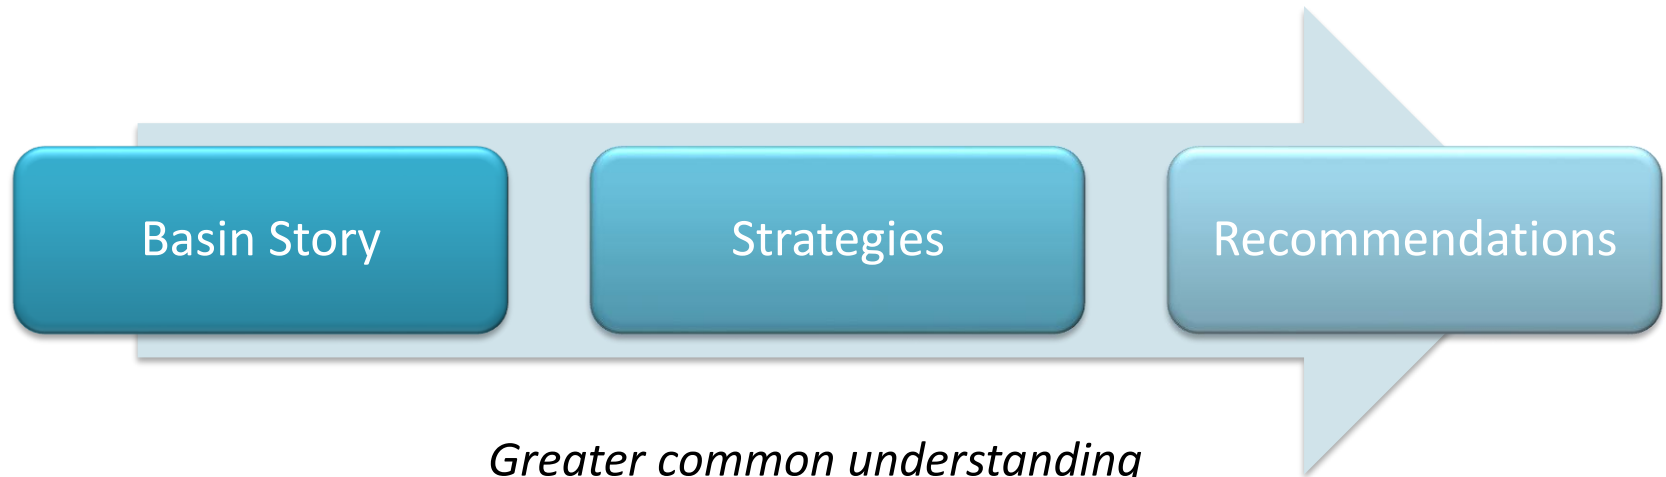 Basin Story
Strategies
Recommendations
Greater common understanding